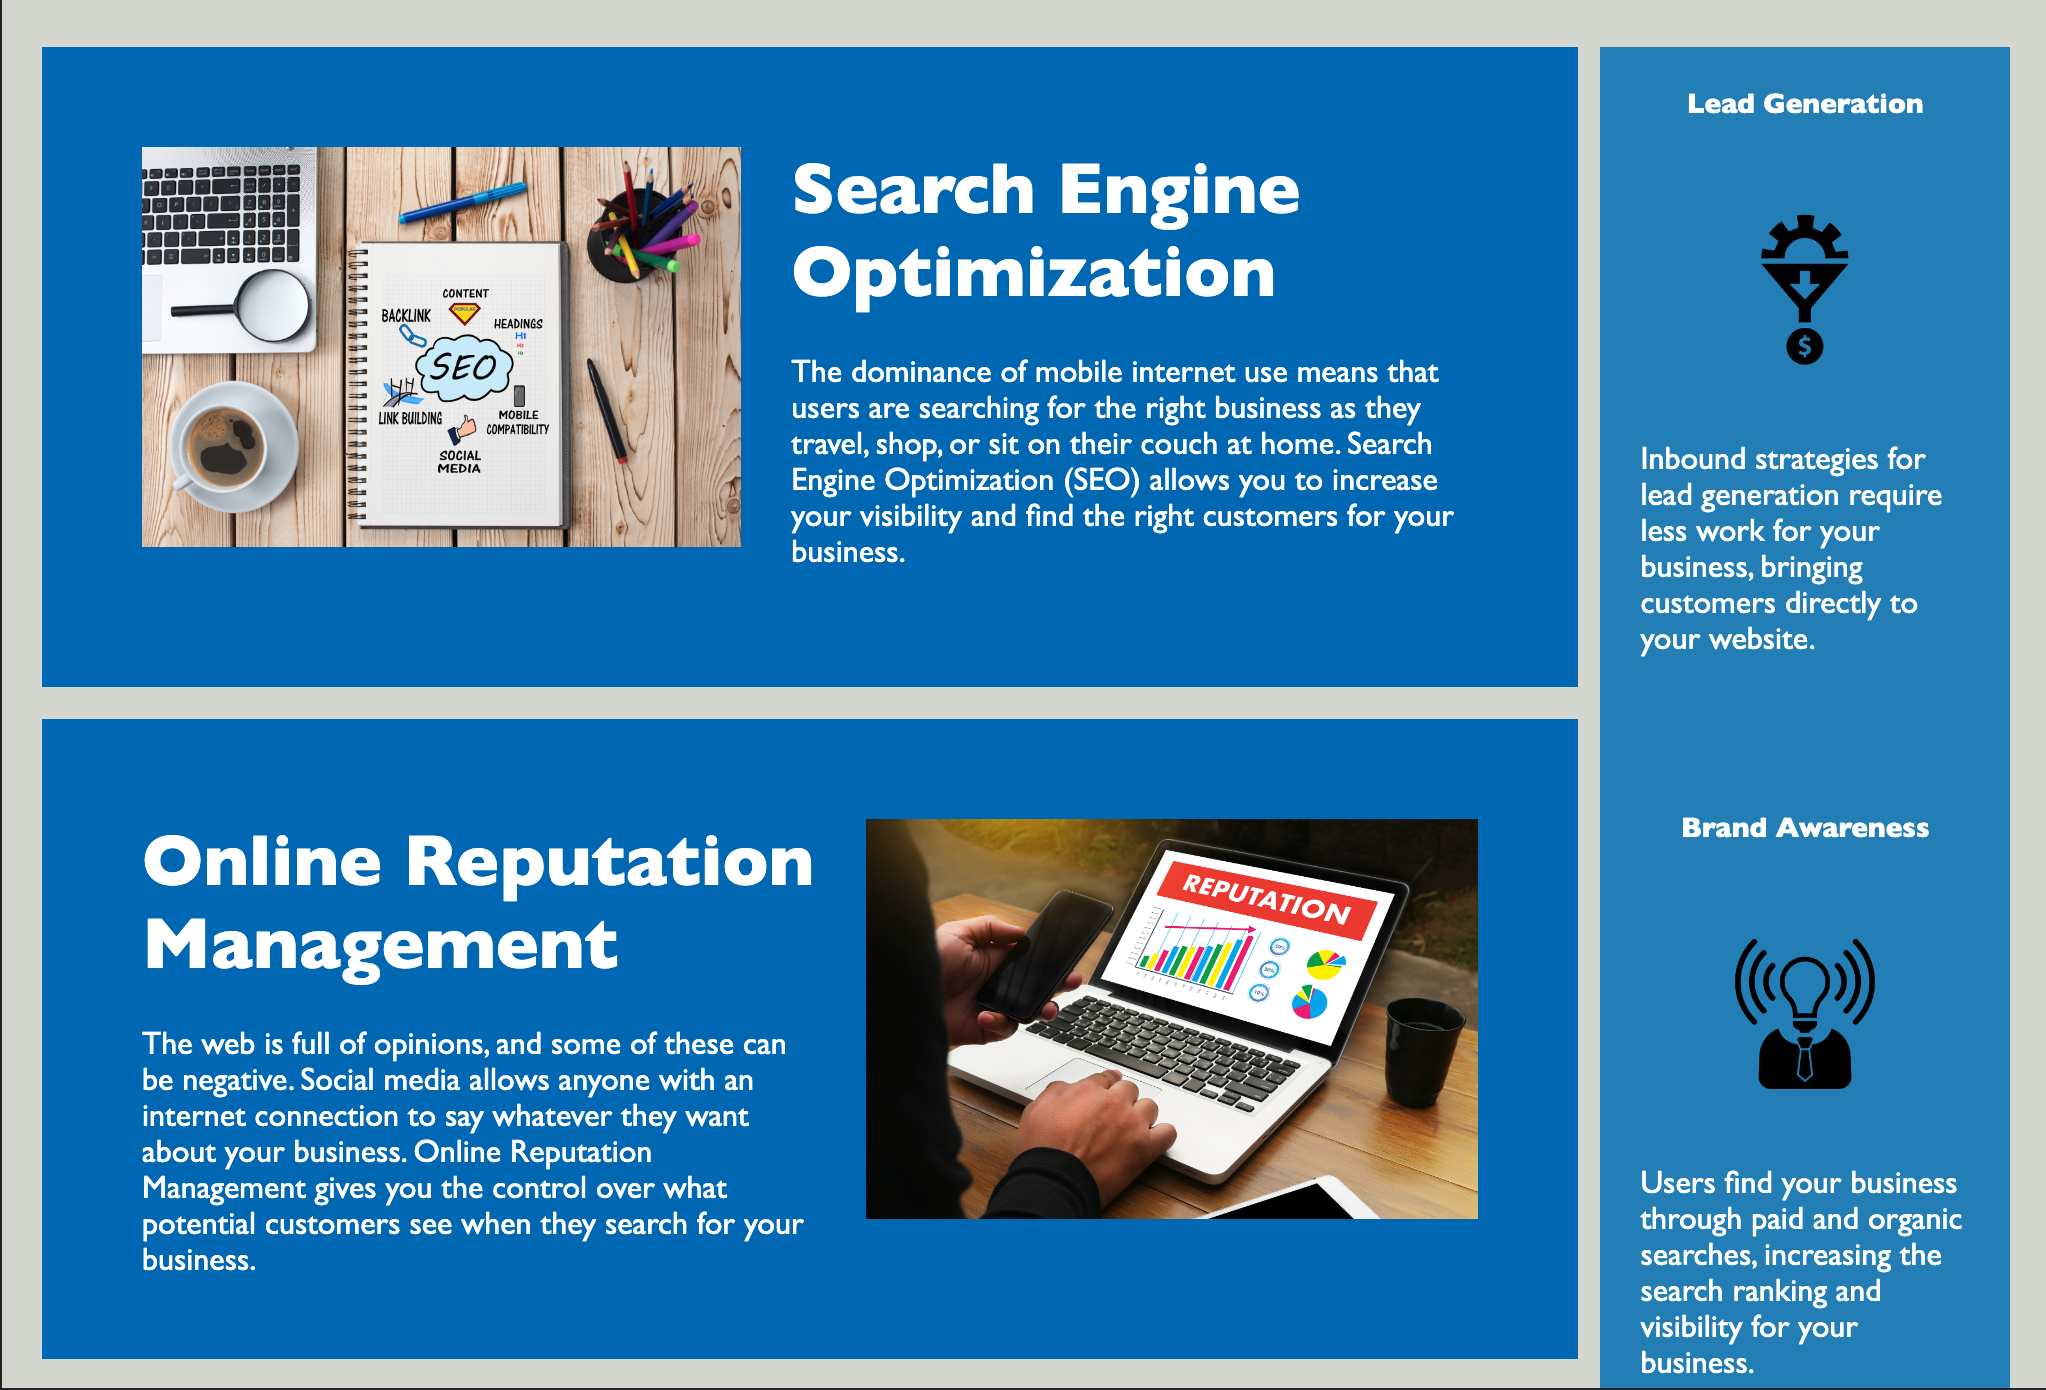 Search Engine
Optimization
The dominance of mobile internet use means that
users are searching for the right business as they
travel, shop, or sit on their couch at home. Search
Engine Optimization (SEO) allows you to increase
your visibility and find the right customers for your
business.
CONTENT
POPULAR
BACKLINK
HEADINGS
H1
H2
H3
SEO
LINK BUILDING
MOBILE
COMPATIBILITY
SOCIAL
MEDIA
Online Reputation
Management
The web is full of opinions, and some of these can
be negative. Social media allows anyone with an
internet connection to say whatever they want
about your business. Online Reputation
Management gives you the control over what
potential customers see when they search for your
business.
REPUTATION
Lead Generation
$
Inbound strategies for
lead generation require
less work for your
business, bringing
customers directly to
your website.
Brand Awareness
Users find your business
through paid and organic
searches, increasing the
search ranking and
visibility for your
business.